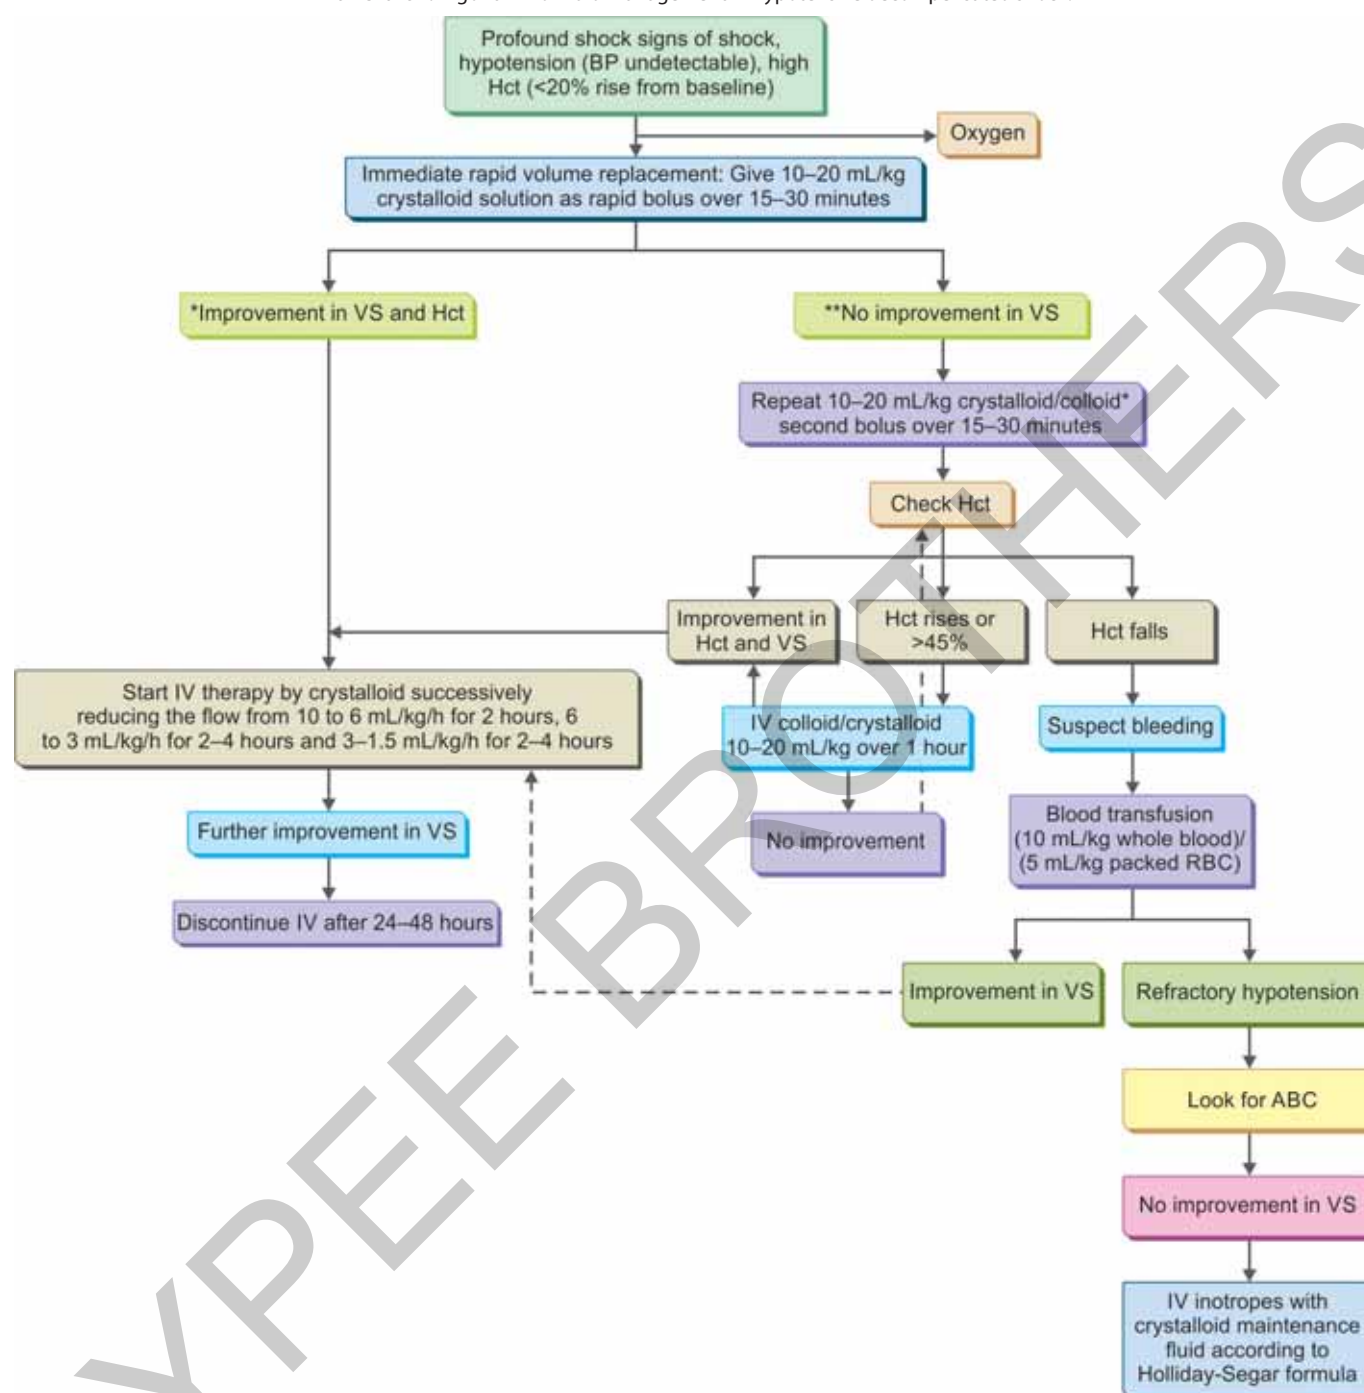 Profound shock signs of shock,
hypotension (BP undetectable), high
Hct (<20% rise from baseline)
Oxygen
Immediate rapid volume replacement: Give 10–20 mL/kg
crystalloid solution as rapid bolus over 15–30 minutes
*Improvement in VS and Hct
**No improvement in VS
Repeat 10–20 mL/kg crystalloid/colloid*
second bolus over 15–30 minutes
Check Hct
Improvement in
Hct and VS
Hct rises or
>45%
Hct falls
Start IV therapy by crystalloid successively
reducing the flow from 10 to 6 mL/kg/h for 2 hours, 6
to 3 mL/kg/h for 2–4 hours and 3–1.5 mL/kg/h for 2–4 hours
IV colloid/crystalloid
10–20 mL/kg over 1 hour
Suspect bleeding
Further improvement in VS
No improvement
Blood transfusion
(10 mL/kg whole blood)/
(5 mL/kg packed RBC)
Discontinue IV after 24–48 hours
Improvement in VS
Refractory hypotension
Look for ABC
No improvement in VS
IV inotropes with
crystalloid maintenance
fluid according to
Holliday-Segar formula
YPEE BROTHERS